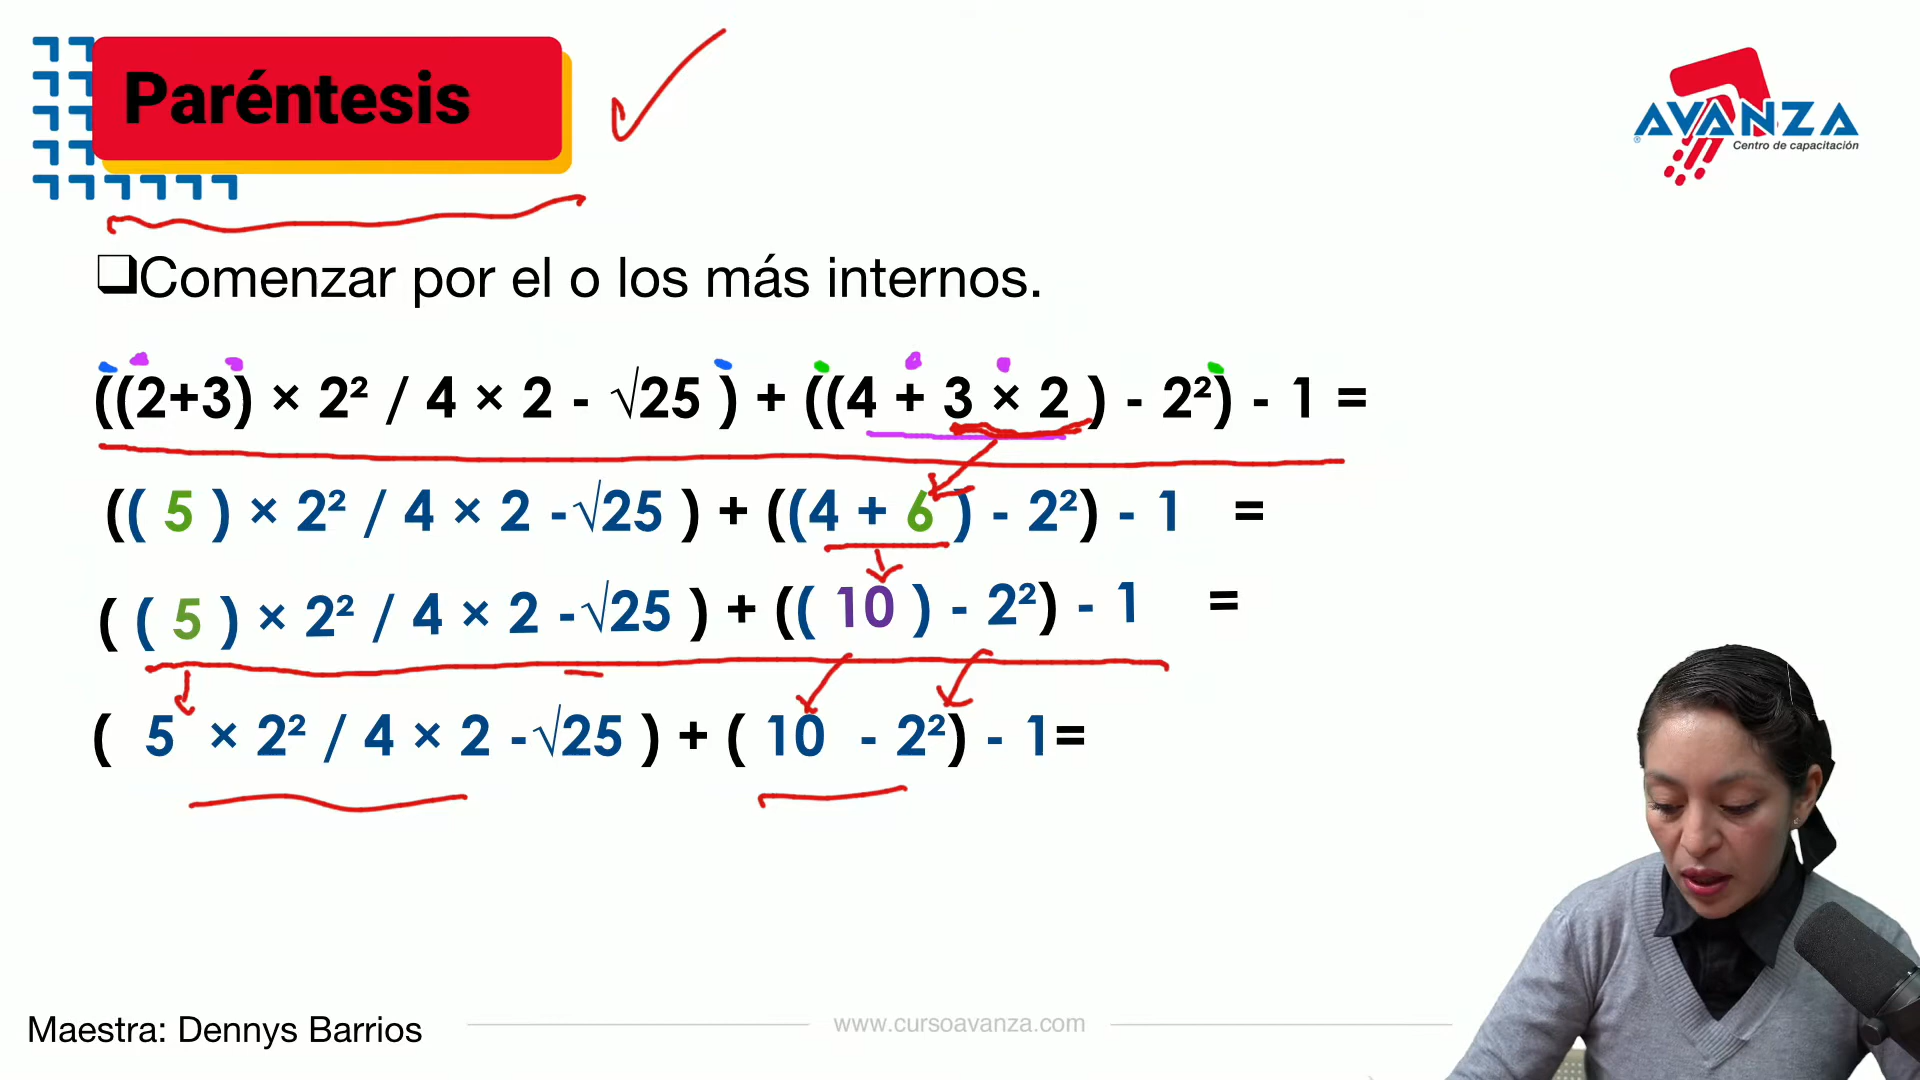 Paréntesis
AVANZA
®
Centro de capacitación
❑Comenzar por el o los más internos.
((2+3) × 2² / 4 × 2 - √25 ) + ((4 + 3 × 2 ) - 2²) - 1 =
(( 5 ) × 2² / 4 × 2 -√25 ) + ((4 + 6 ) - 2²) - 1 =
( ( 5 ) × 2² / 4 × 2 -√25 ) + (( 10 ) - 2²) - 1 =
( 5 × 2² / 4 × 2 -√25 ) + ( 10 - 2²) - 1=
Maestra: Dennys Barrios
www.cursoavanza.com